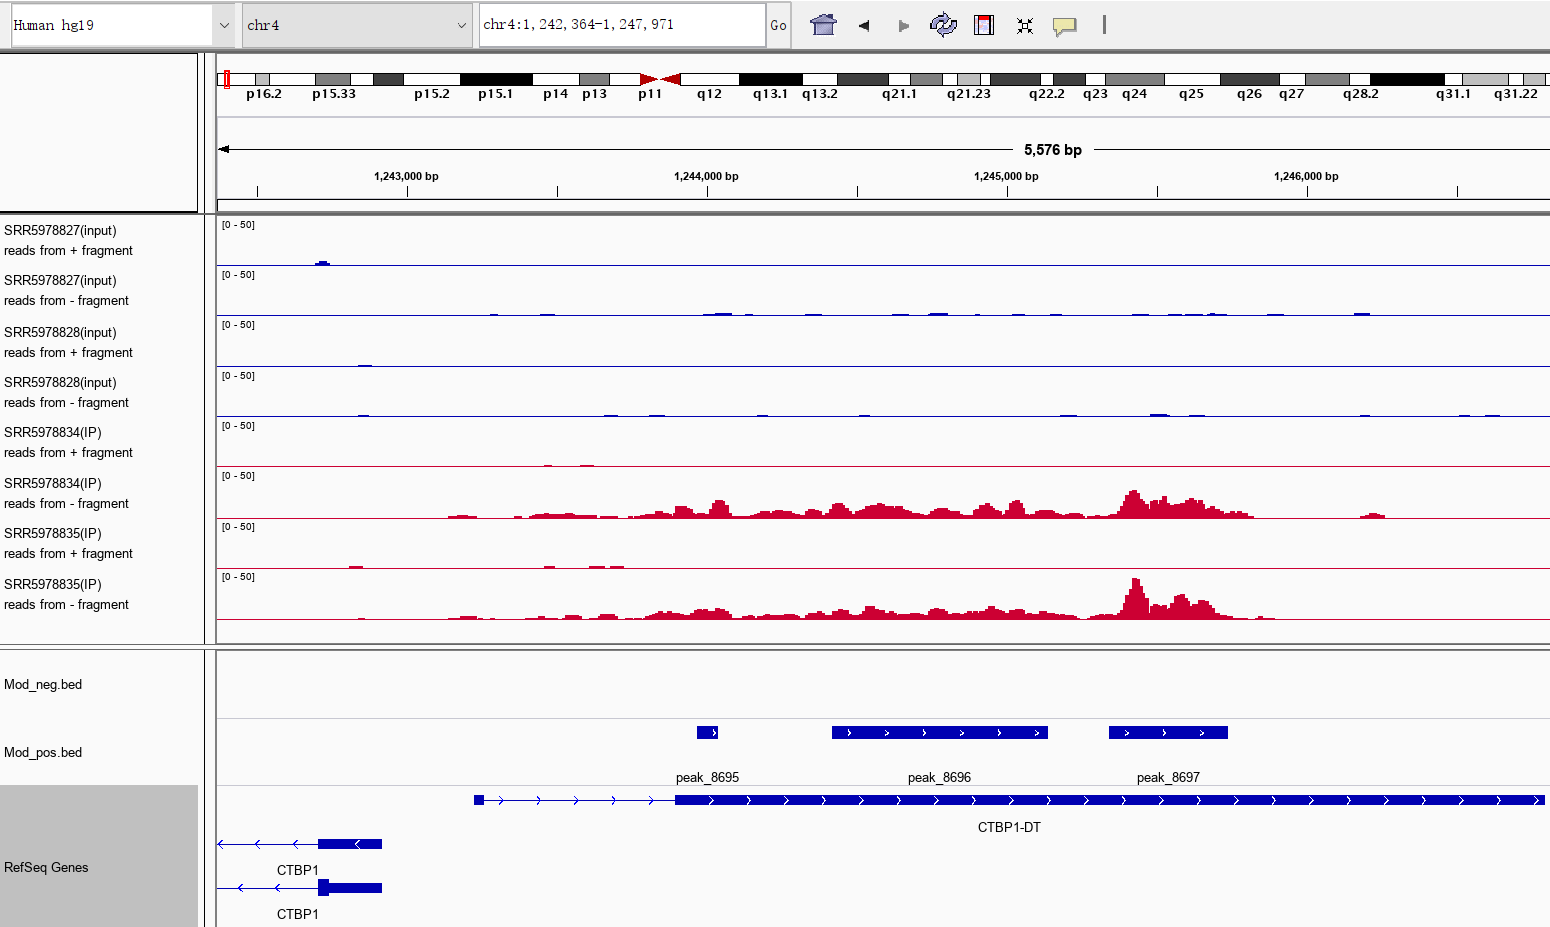 Human hg19 chr4 chr4:1,242,364-1,247,971 Go
p16.2 p15.33 p15.2 p15.1 p14 p13 p11 q12 q13.1 q13.2 q21.1 q21.23 q22.2 q23 q24 q25 q26 q27 q28.2 q31.1 q31.22
5,576 bp
1,243,000 bp 1,244,000 bp 1,245,000 bp 1,246,000 bp
SRR5978827(input) [0 - 50]
reads from + fragment
SRR5978827(input) [0 - 50]
reads from - fragment
SRR5978828(input) [0 - 50]
reads from + fragment
SRR5978828(input) [0 - 50]
reads from - fragment
SRR5978834(IP) [0 - 50]
reads from + fragment
SRR5978834(IP) [0 - 50]
reads from - fragment
SRR5978835(IP) [0 - 50]
reads from + fragment
SRR5978835(IP) [0 - 50]
reads from - fragment
Mod_neg.bed
Mod_pos.bed
peak_8695 peak_8696 peak_8697
CTBP1-DT
RefSeq Genes
CTBP1
CTBP1